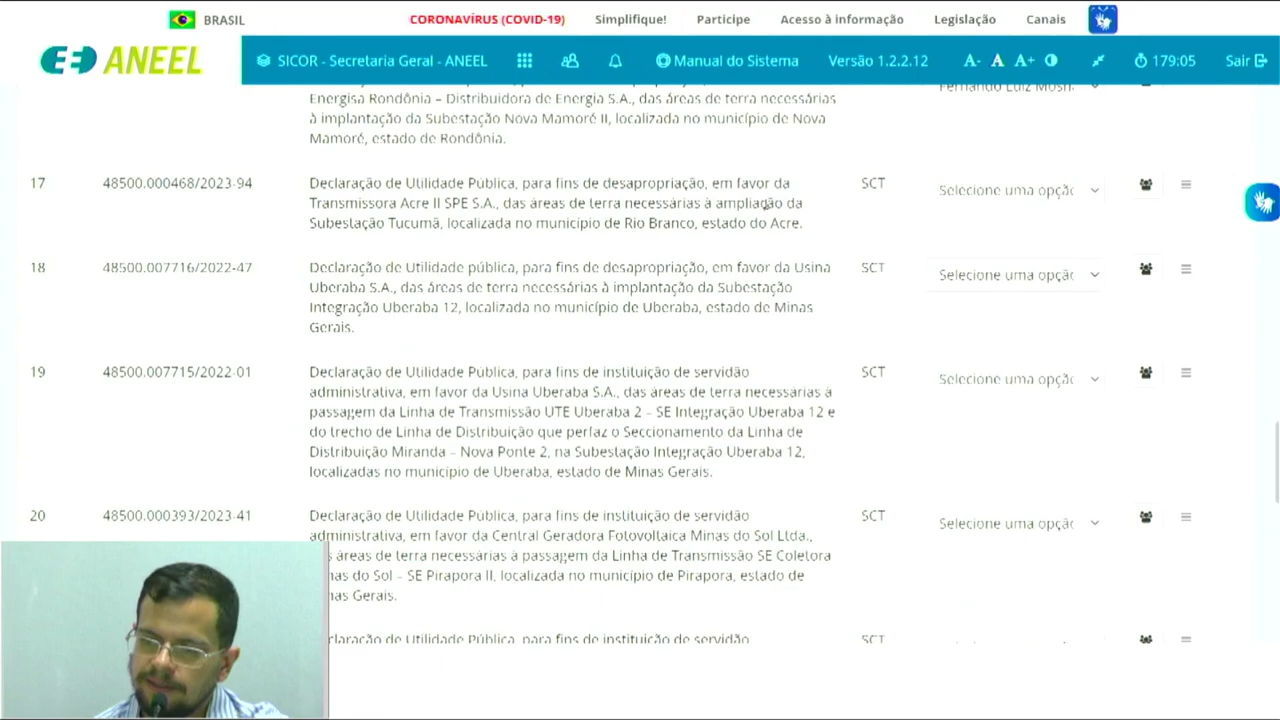 BRASIL
CORONAVÍRUS (COVID-19)
Simplifique!
Participe
Acesso à informação
Legislação
Canais
ANEEL
SICOR - Secretaria Geral - ANEEL
Manual do Sistema
Versão 1.2.2.12
A-
A
A+
179:05
Sair
Energisa Rondônia – Distribuidora de Energia S.A., das áreas de terra necessárias
à implantação da Subestação Nova Mamoré II, localizada no município de Nova
Mamoré, estado de Rondônia.
Fernando Luiz
17
48500.000468/2023-94
Declaração de Utilidade Pública, para fins de desapropriação, em favor da
Transmissora Acre II SPE S.A., das áreas de terra necessárias à ampliação da
Subestação Tucumã, localizada no município de Rio Branco, estado do Acre.
SCT
Selecione uma opçã
18
48500.007716/2022-47
Declaração de Utilidade pública, para fins de desapropriação, em favor da Usina
Uberaba S.A., das áreas de terra necessárias à implantação da Subestação
Integração Uberaba 12, localizada no município de Uberaba, estado de Minas
Gerais.
SCT
Selecione uma opçã
19
48500.007715/2022-01
Declaração de Utilidade Pública, para fins de instituição de servidão
administrativa, em favor da Usina Uberaba S.A., das áreas de terra necessárias à
passagem da Linha de Transmissão UTE Uberaba 2 – SE Integração Uberaba 12 e
do trecho de Linha de Distribuição que perfaz o Seccionamento da Linha de
Distribuição Miranda – Nova Ponte 2, na Subestação Integração Uberaba 12,
localizadas no município de Uberaba, estado de Minas Gerais.
SCT
Selecione uma opçã
20
48500.000393/2023-41
Declaração de Utilidade Pública, para fins de instituição de servidão
administrativa, em favor da Central Geradora Fotovoltaica Minas do Sol Ltda.,
s áreas de terra necessárias à passagem da Linha de Transmissão SE Coletora
nas do Sol – SE Pirapora II, localizada no município de Pirapora, estado de
nas Gerais.
SCT
Selecione uma opçã
claração de Utilidade Pública, para fins de instituição de servidão
SCT